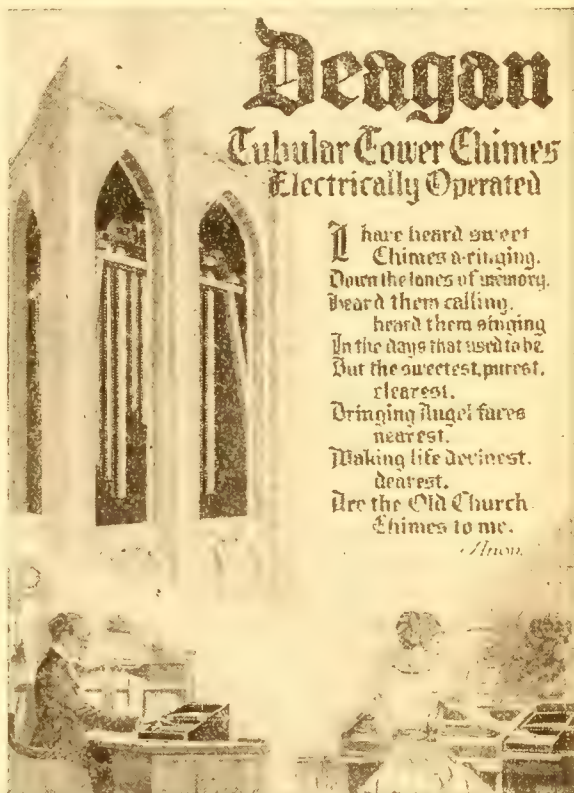 Deagan
Tubular Tower Chimes
Electrically Operated
I have heard sweet
Chimes a-ringing.
Down the lanes of memory.
Heard them calling.
heard them singing
In the days that used to be.
But the sweetest, purest,
clearest.
Bringing Angel faces
nearest.
Making life devinest.
dearest.
Are the Old Church
Chimes to me.
Anon.